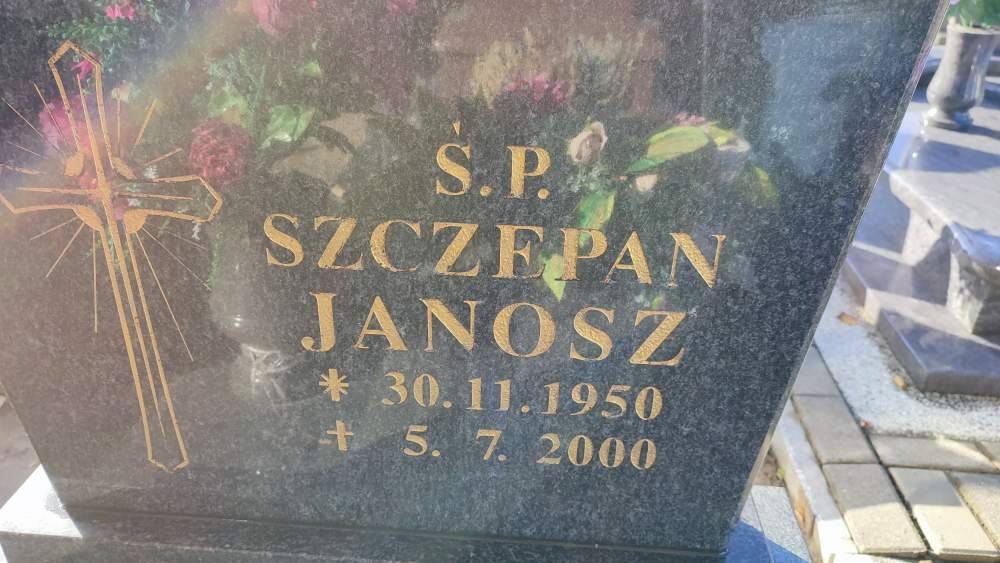 Ś.P.
SZCZEPAN
JANOSZ
* 30.11.1950
+ 5. 7. 2000